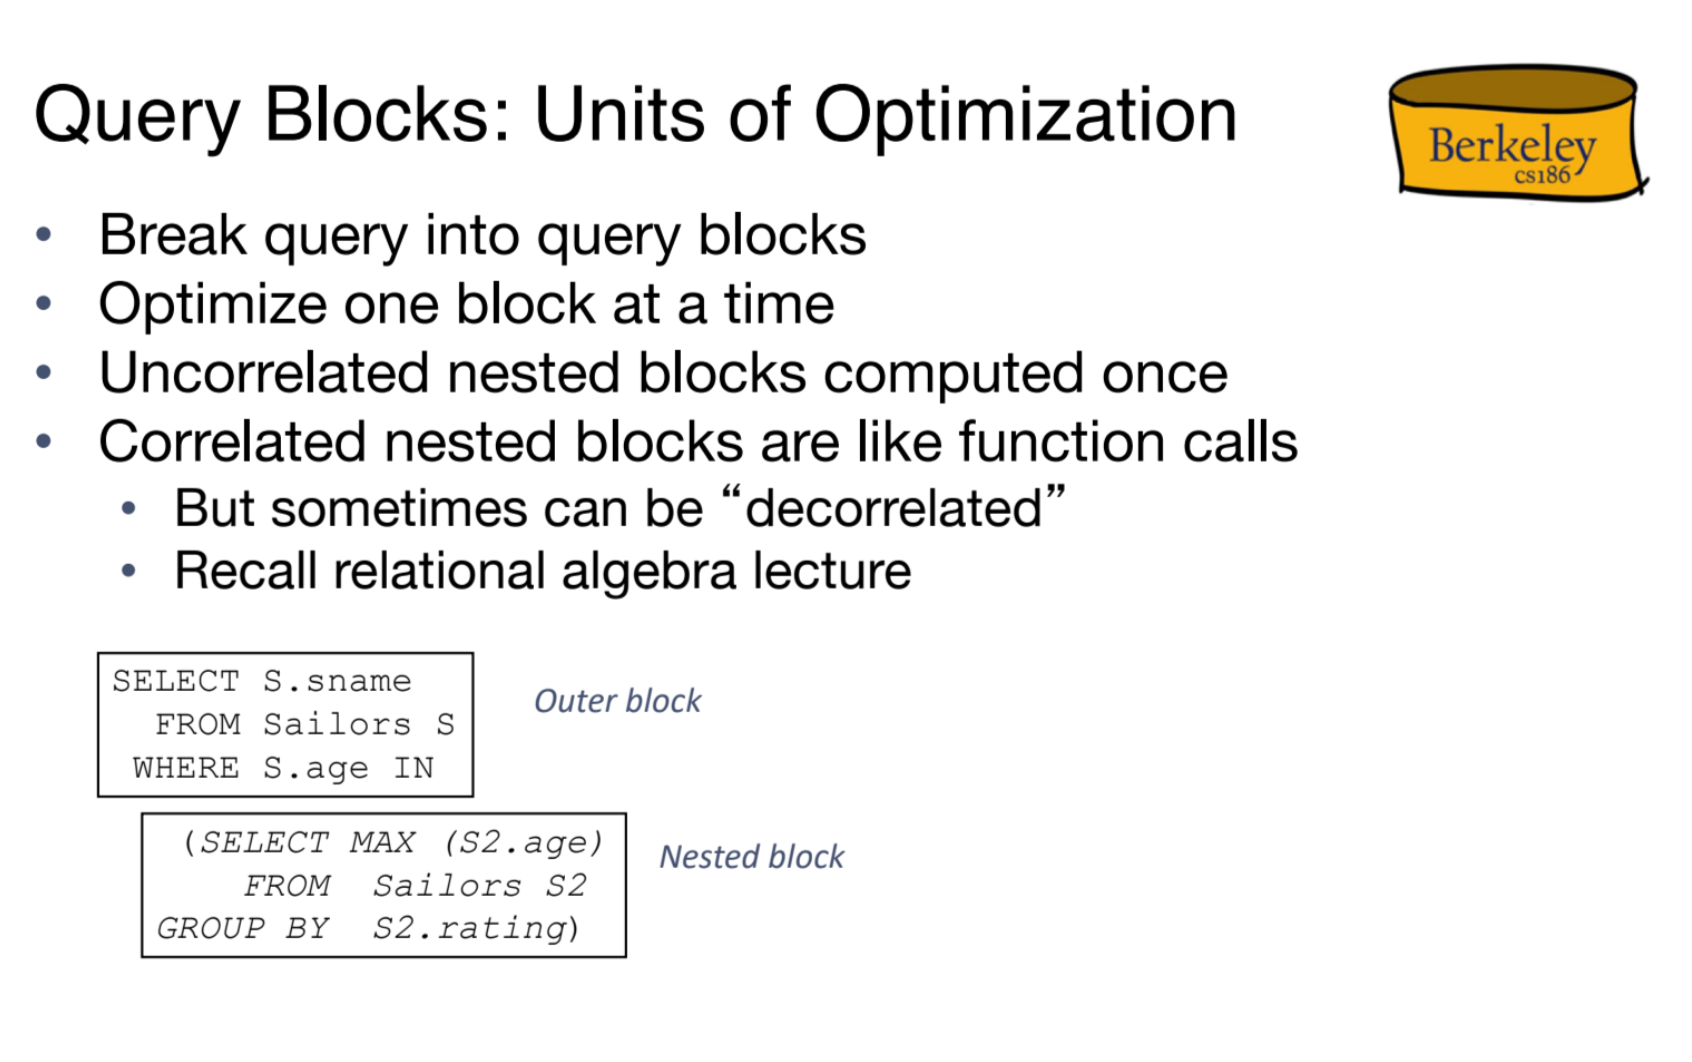 Query Blocks: Units of Optimization
Berkeley
cs186
• Break query into query blocks
• Optimize one block at a time
• Uncorrelated nested blocks computed once
• Correlated nested blocks are like function calls
• But sometimes can be “decorrelated”
• Recall relational algebra lecture
SELECT S.sname
FROM Sailors S
WHERE S.age IN
Outer block
(SELECT MAX (S2.age)
FROM Sailors S2
GROUP BY S2.rating)
Nested block